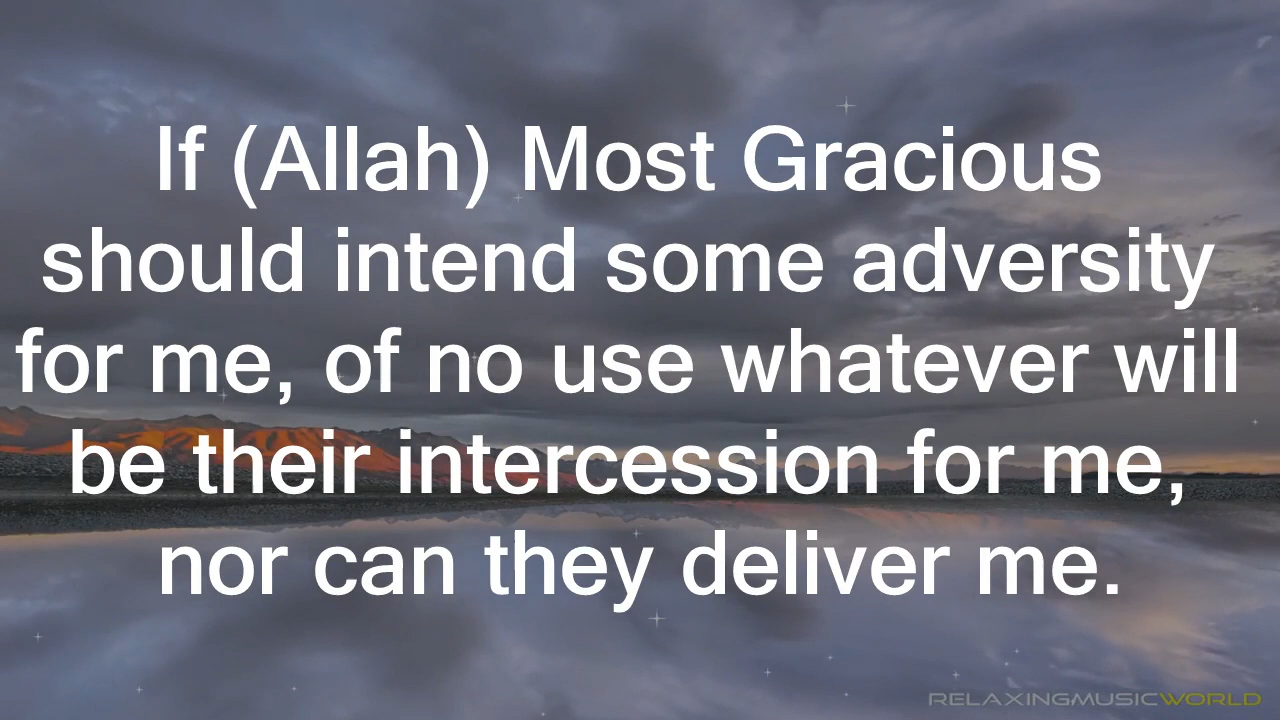 If (Allah) Most Gracious
should intend some adversity
for me, of no use whatever will
be their intercession for me,
nor can they deliver me.
RELAXINGMUSICWORLD